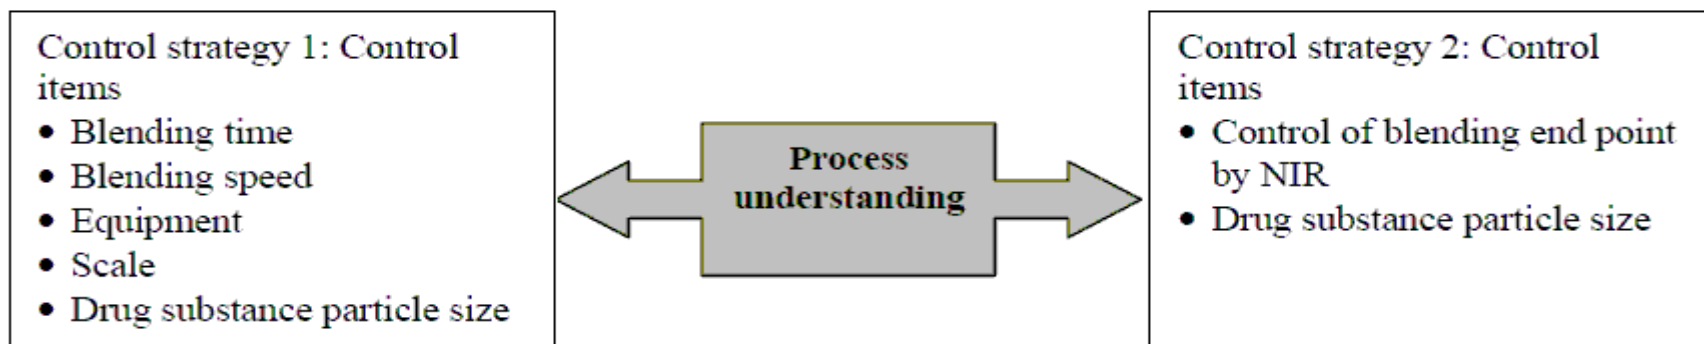 Control strategy 1: Control
items
• Blending time
• Blending speed
• Equipment
• Scale
• Drug substance particle size
Process
understanding
Control strategy 2: Control
items
• Control of blending end point
by NIR
• Drug substance particle size